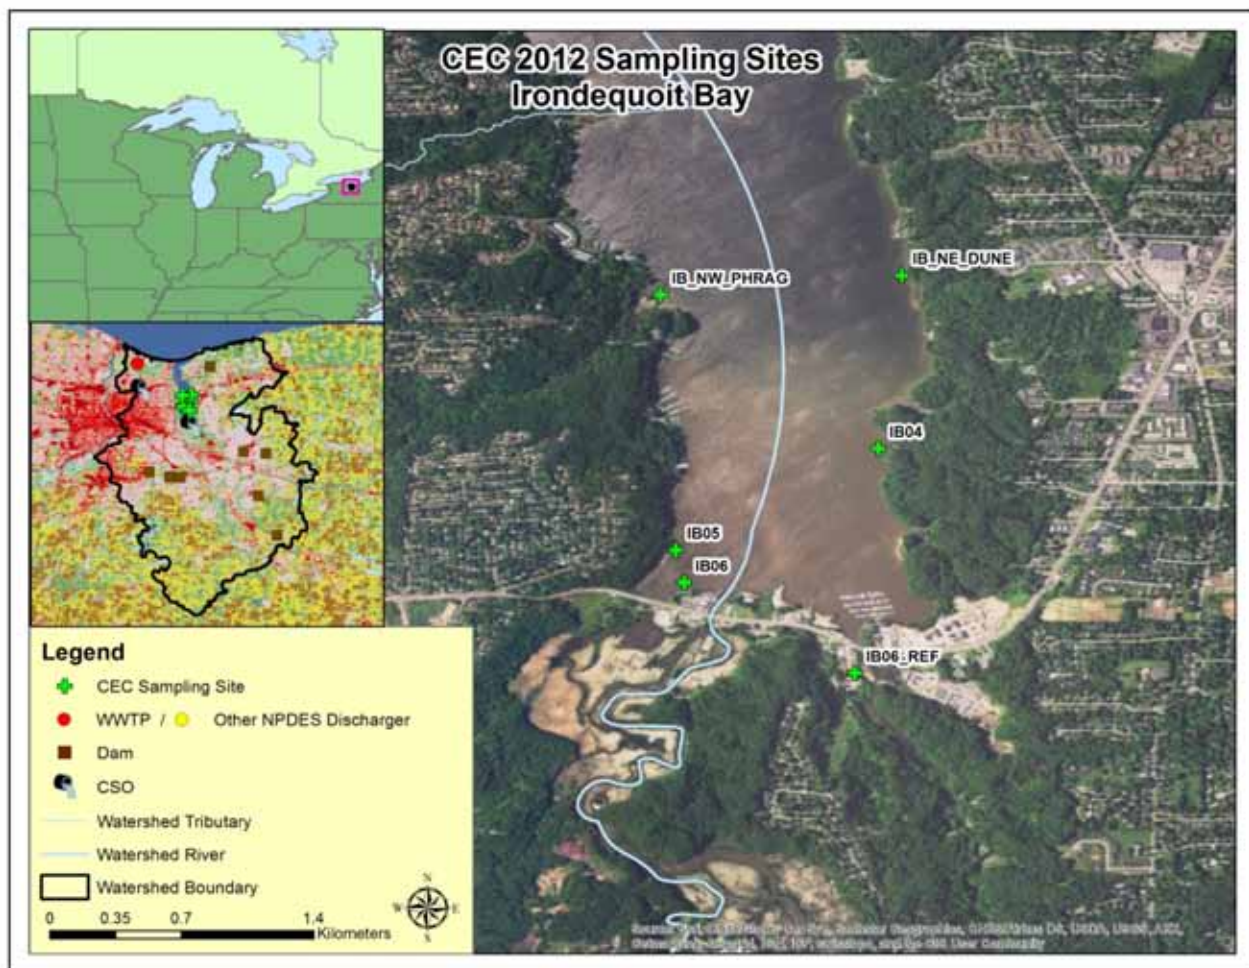 CEC 2012 Sampling Sites
Irondequoit Bay
IB_NE_DUNE
IB_NW_PHRAG
IB04
IB05
IB06
IB06_REF
Legend
CEC Sampling Site
WWTP / Other NPDES Discharger
Dam
CSO
Watershed Tributary
Watershed River
Watershed Boundary
N
W E
S
0 0.35 0.7 1.4
Kilometers